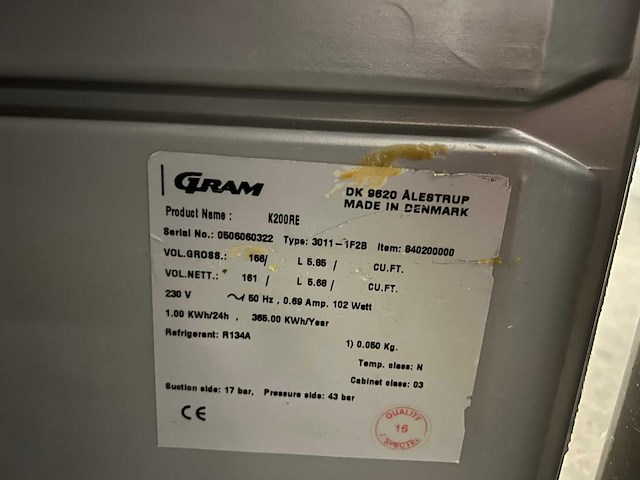 GRAM
DK 9620 ÅLESTRUP
MADE IN DENMARK
Product Name : K200RE
Serial No.: 0506060322 Type: 3011-1F2B Item: 840200000
VOL.GROSS.: 166/ L 5.85/ CU.FT.
VOL.NETT.: 161 / L 5.68/ CU.FT.
230 V ~/ 50 Hz , 0.69 Amp. 102 Watt
1.00 KWh/24h , 365.00 KWh/Year
Refrigerant: R134A 1) 0.050 Kg.
Temp. class: N
Cabinet class: 03
Suction side: 17 bar, Pressure side: 43 bar
CE
QUALITY
16